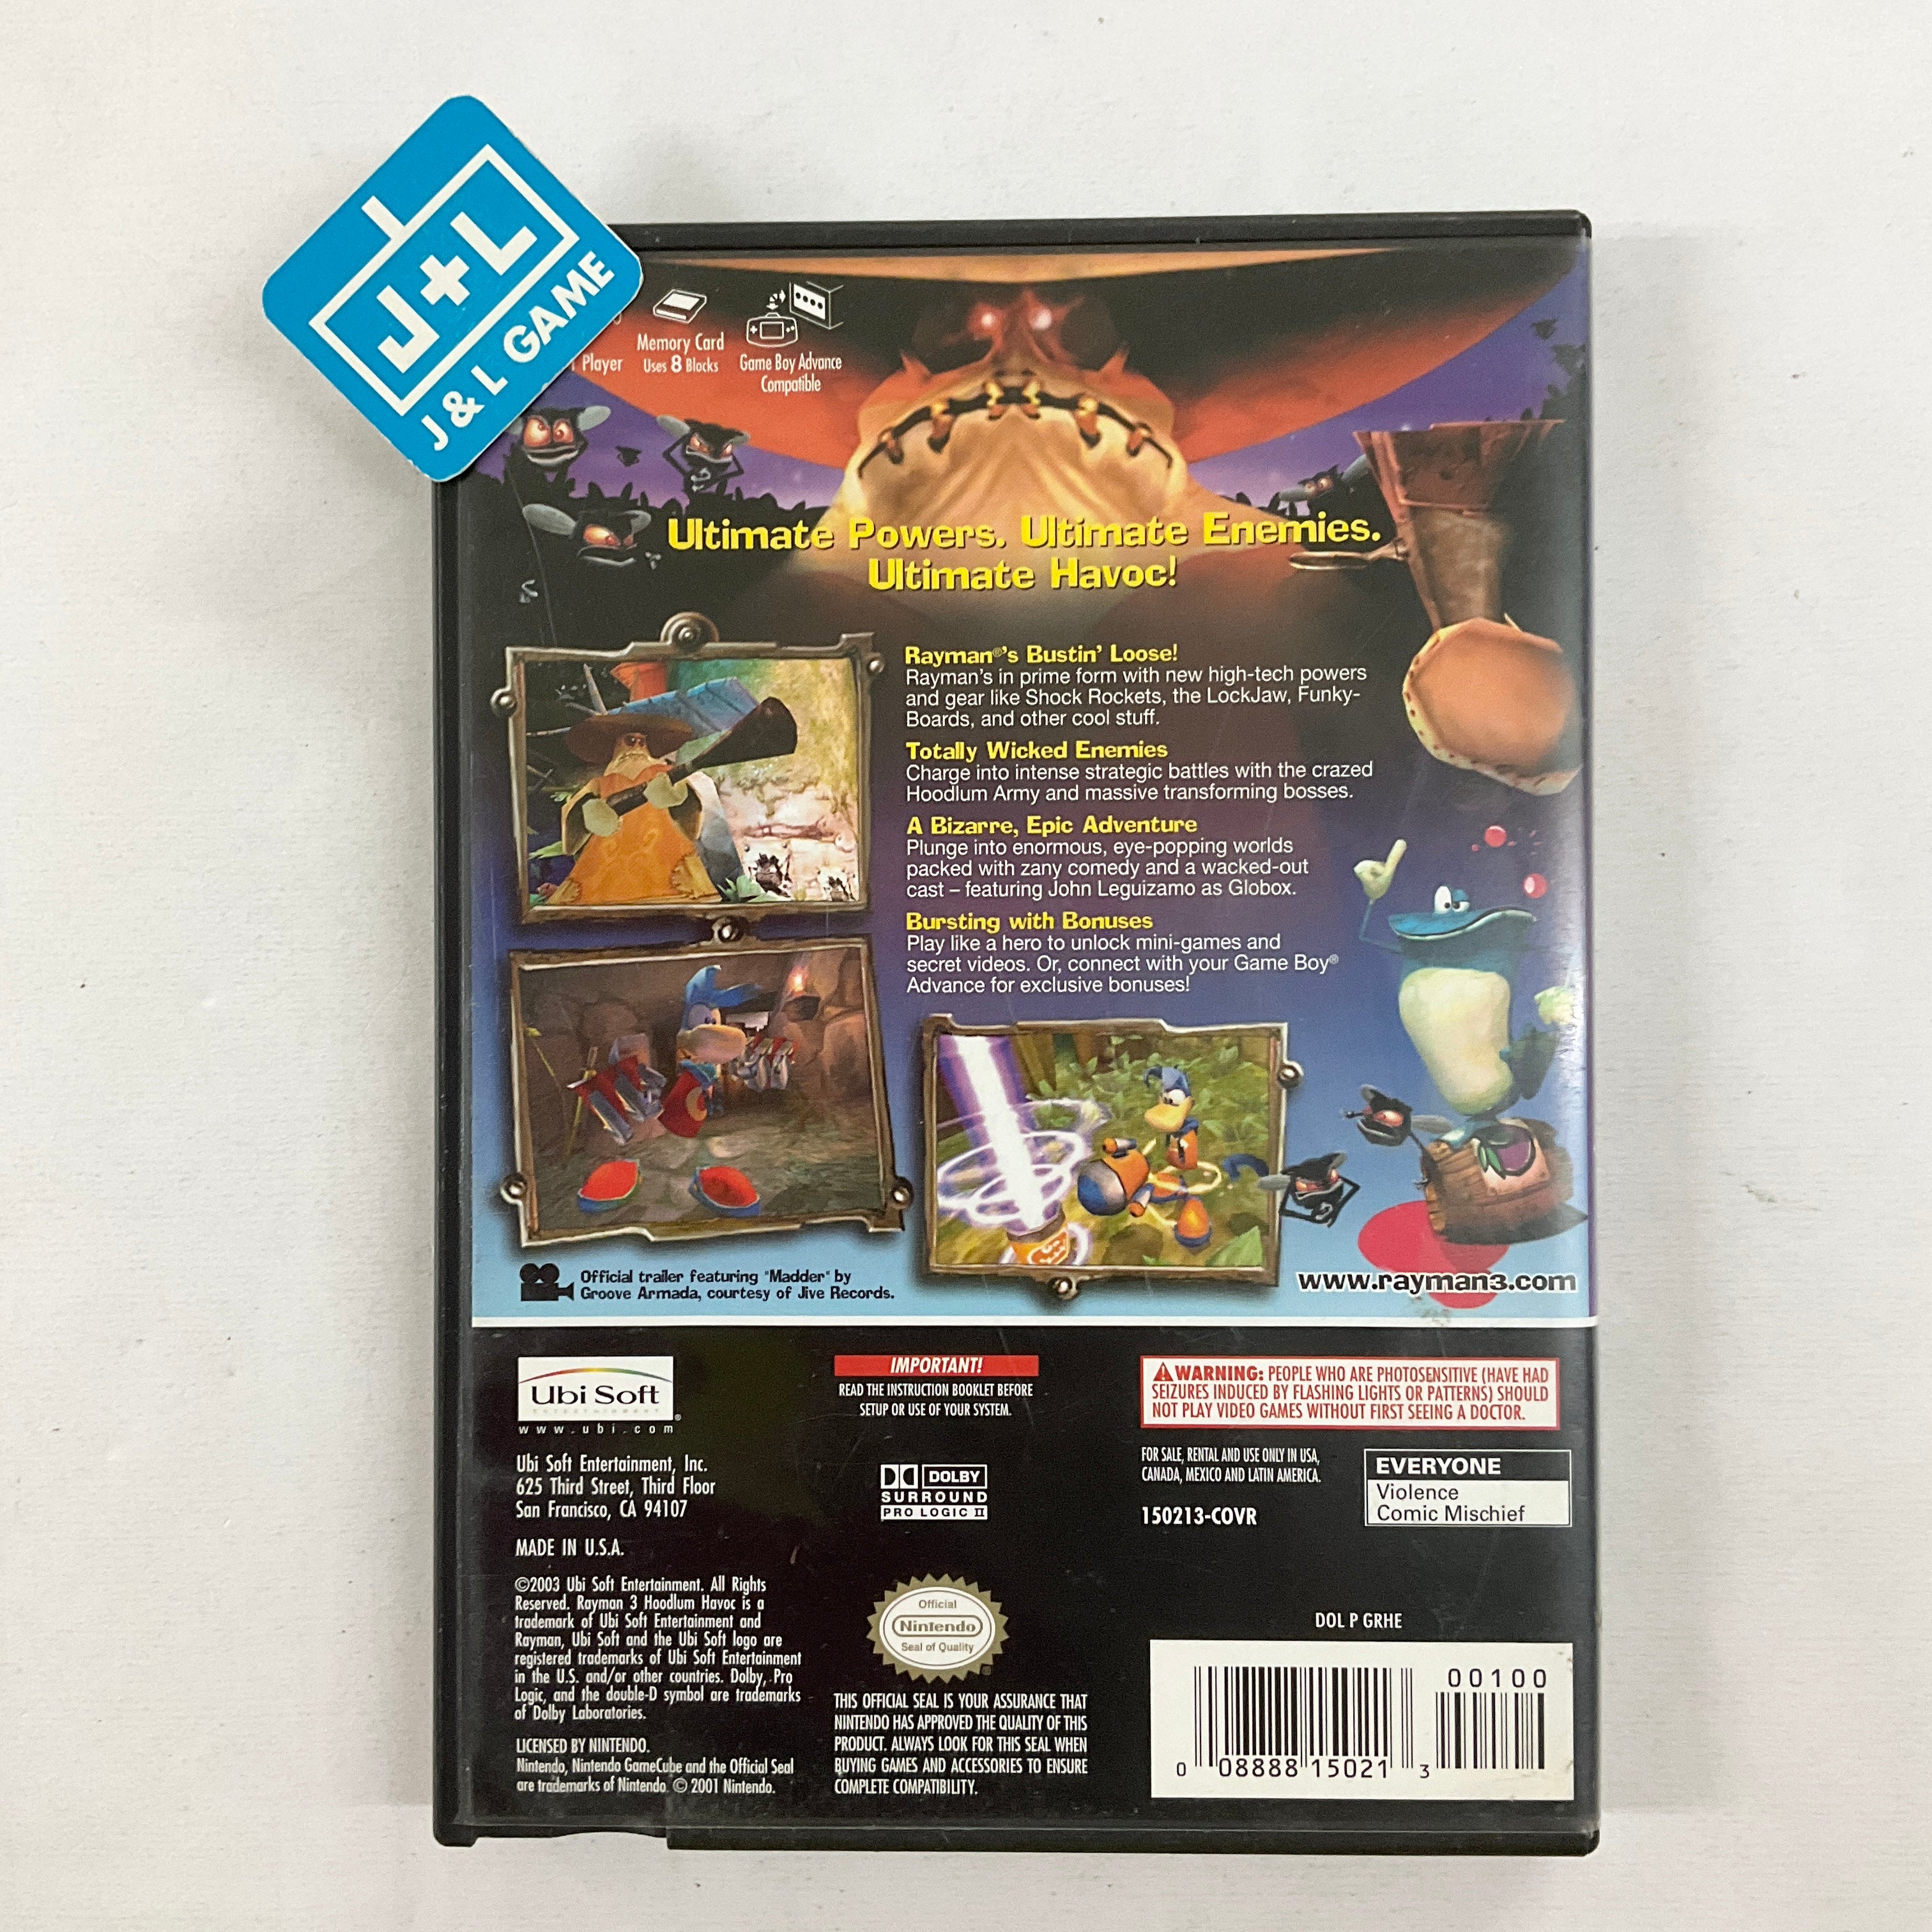 J+L
J & L GAME
Player
Memory Card
Uses 8 Blocks
Game Boy Advance
Compatible
Ultimate Powers. Ultimate Enemies.
Ultimate Havoc!
Rayman®'s Bustin' Loose!
Rayman's in prime form with new high-tech powers
and gear like Shock Rockets, the LockJaw, Funky-
Boards, and other cool stuff.
Totally Wicked Enemies
Charge into intense strategic battles with the crazed
Hoodlum Army and massive transforming bosses.
A Bizarre, Epic Adventure
Plunge into enormous, eye-popping worlds
packed with zany comedy and a wacked-out
cast – featuring John Leguizamo as Globox.
Bursting with Bonuses
Play like a hero to unlock mini-games and
secret videos. Or, connect with your Game Boy®
Advance for exclusive bonuses!
Official trailer featuring "Madder" by
Groove Armada, courtesy of Jive Records.
www.rayman3.com
Ubi Soft
ENTERTAINMENT
®
www.ubi.com
Ubi Soft Entertainment, Inc.
625 Third Street, Third Floor
San Francisco, CA 94107
MADE IN U.S.A.
©2003 Ubi Soft Entertainment. All Rights
Reserved. Rayman 3 Hoodlum Havoc is a
trademark of Ubi Soft Entertainment and
Rayman, Ubi Soft and the Ubi Soft logo are
registered trademarks of Ubi Soft Entertainment
in the U.S. and/or other countries. Dolby, Pro
Logic, and the double-D symbol are trademarks
of Dolby Laboratories.
LICENSED BY NINTENDO.
Nintendo, Nintendo GameCube and the Official Seal
are trademarks of Nintendo. © 2001 Nintendo.
IMPORTANT!
READ THE INSTRUCTION BOOKLET BEFORE
SETUP OR USE OF YOUR SYSTEM.
DOLBY
SURROUND
PRO LOGIC II
Official
Nintendo
Seal of Quality
®
THIS OFFICIAL SEAL IS YOUR ASSURANCE THAT
NINTENDO HAS APPROVED THE QUALITY OF THIS
PRODUCT. ALWAYS LOOK FOR THIS SEAL WHEN
BUYING GAMES AND ACCESSORIES TO ENSURE
COMPLETE COMPATIBILITY.
WARNING: PEOPLE WHO ARE PHOTOSENSITIVE (HAVE HAD
SEIZURES INDUCED BY FLASHING LIGHTS OR PATTERNS) SHOULD
NOT PLAY VIDEO GAMES WITHOUT FIRST SEEING A DOCTOR.
FOR SALE, RENTAL AND USE ONLY IN USA,
CANADA, MEXICO AND LATIN AMERICA.
150213-COVR
EVERYONE
Violence
Comic Mischief
DOL P GRHE
00100
0 08888 15021 3